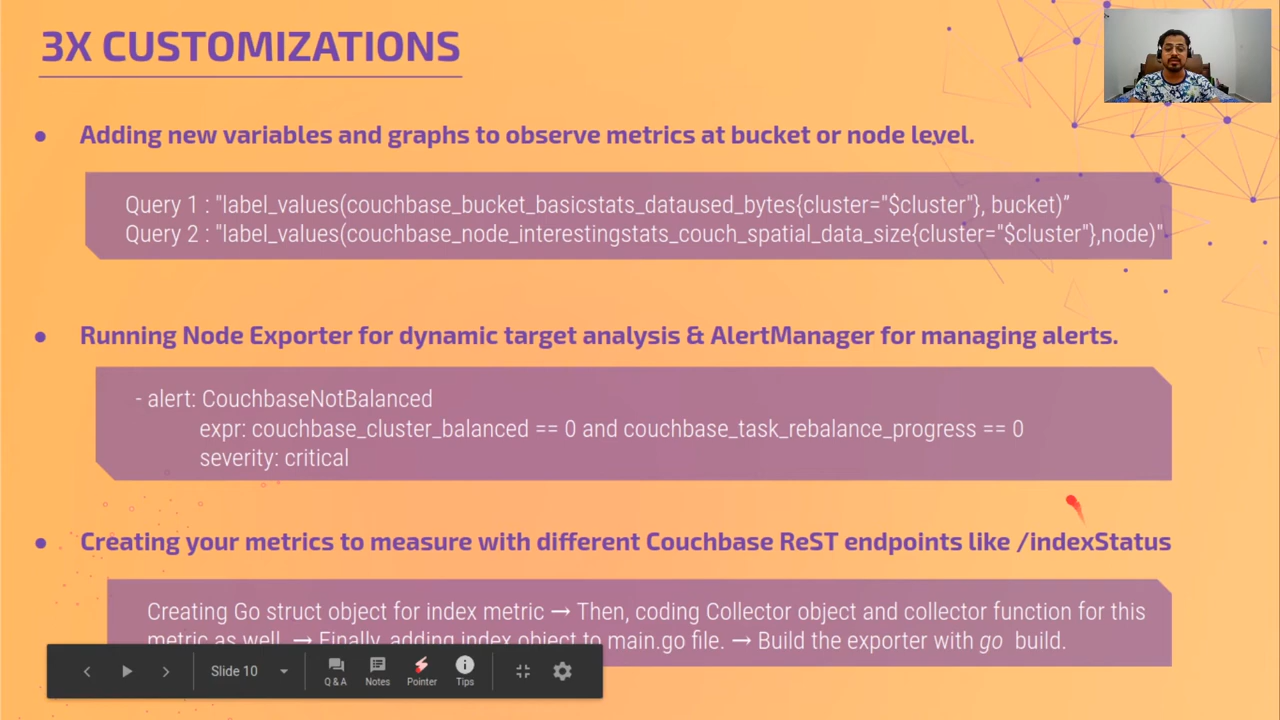 3X CUSTOMIZATIONS
● Adding new variables and graphs to observe metrics at bucket or node level.
Query 1 : "label_values(couchbase_bucket_basicstats_dataused_bytes{cluster="$cluster"}, bucket)”
Query 2 : "label_values(couchbase_node_interestingstats_couch_spatial_data_size{cluster="$cluster"},node)"
● Running Node Exporter for dynamic target analysis & AlertManager for managing alerts.
- alert: CouchbaseNotBalanced
expr: couchbase_cluster_balanced == 0 and couchbase_task_rebalance_progress == 0
severity: critical
● Creating your metrics to measure with different Couchbase ReST endpoints like /indexStatus
Creating Go struct object for index metric → Then, coding Collector object and collector function for this
metric as well. → Finally, adding index object to main.go file. → Build the exporter with go build.
Slide 10
Q & A
Notes
Pointer
Tips